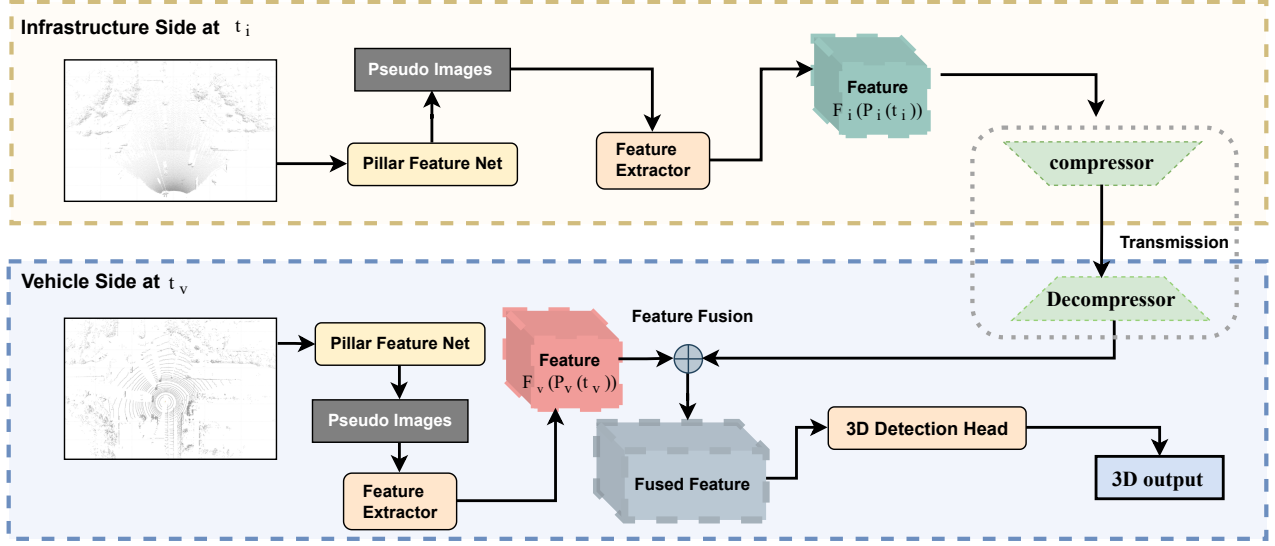 Infrastructure Side at t i
Pseudo Images
Pillar Feature Net
Feature
Extractor
Feature
F i (P i (t i ))
compressor
Transmission
Decompressor
Vehicle Side at t v
Pillar Feature Net
Pseudo Images
Feature
Extractor
Feature
F v (P v (t v ))
Feature Fusion
Fused Feature
3D Detection Head
3D output